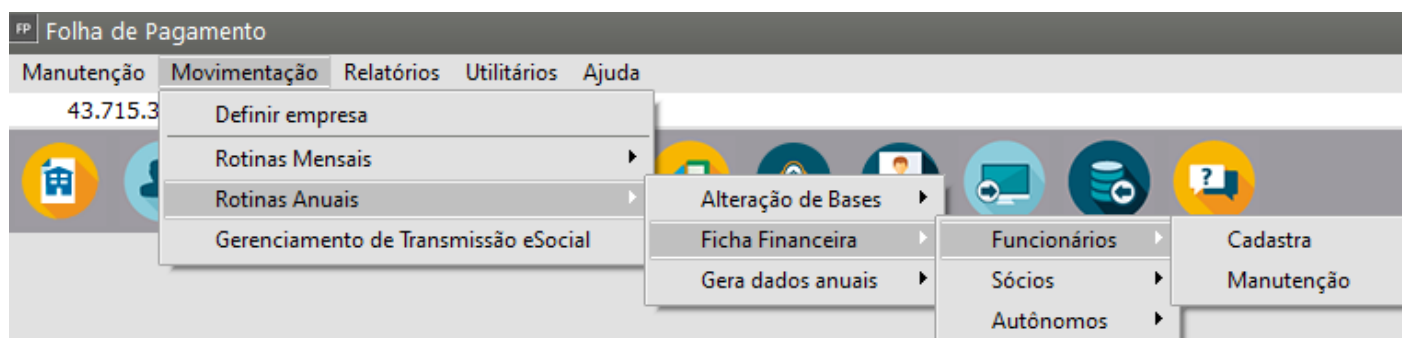 FP Folha de Pagamento
Manutenção Movimentação Relatórios Utilitários Ajuda
43.715.3
Definir empresa
Rotinas Mensais
Rotinas Anuais
Gerenciamento de Transmissão eSocial
Alteração de Bases
Ficha Financeira
Gera dados anuais
Funcionários
Sócios
Autônomos
Cadastra
Manutenção
?